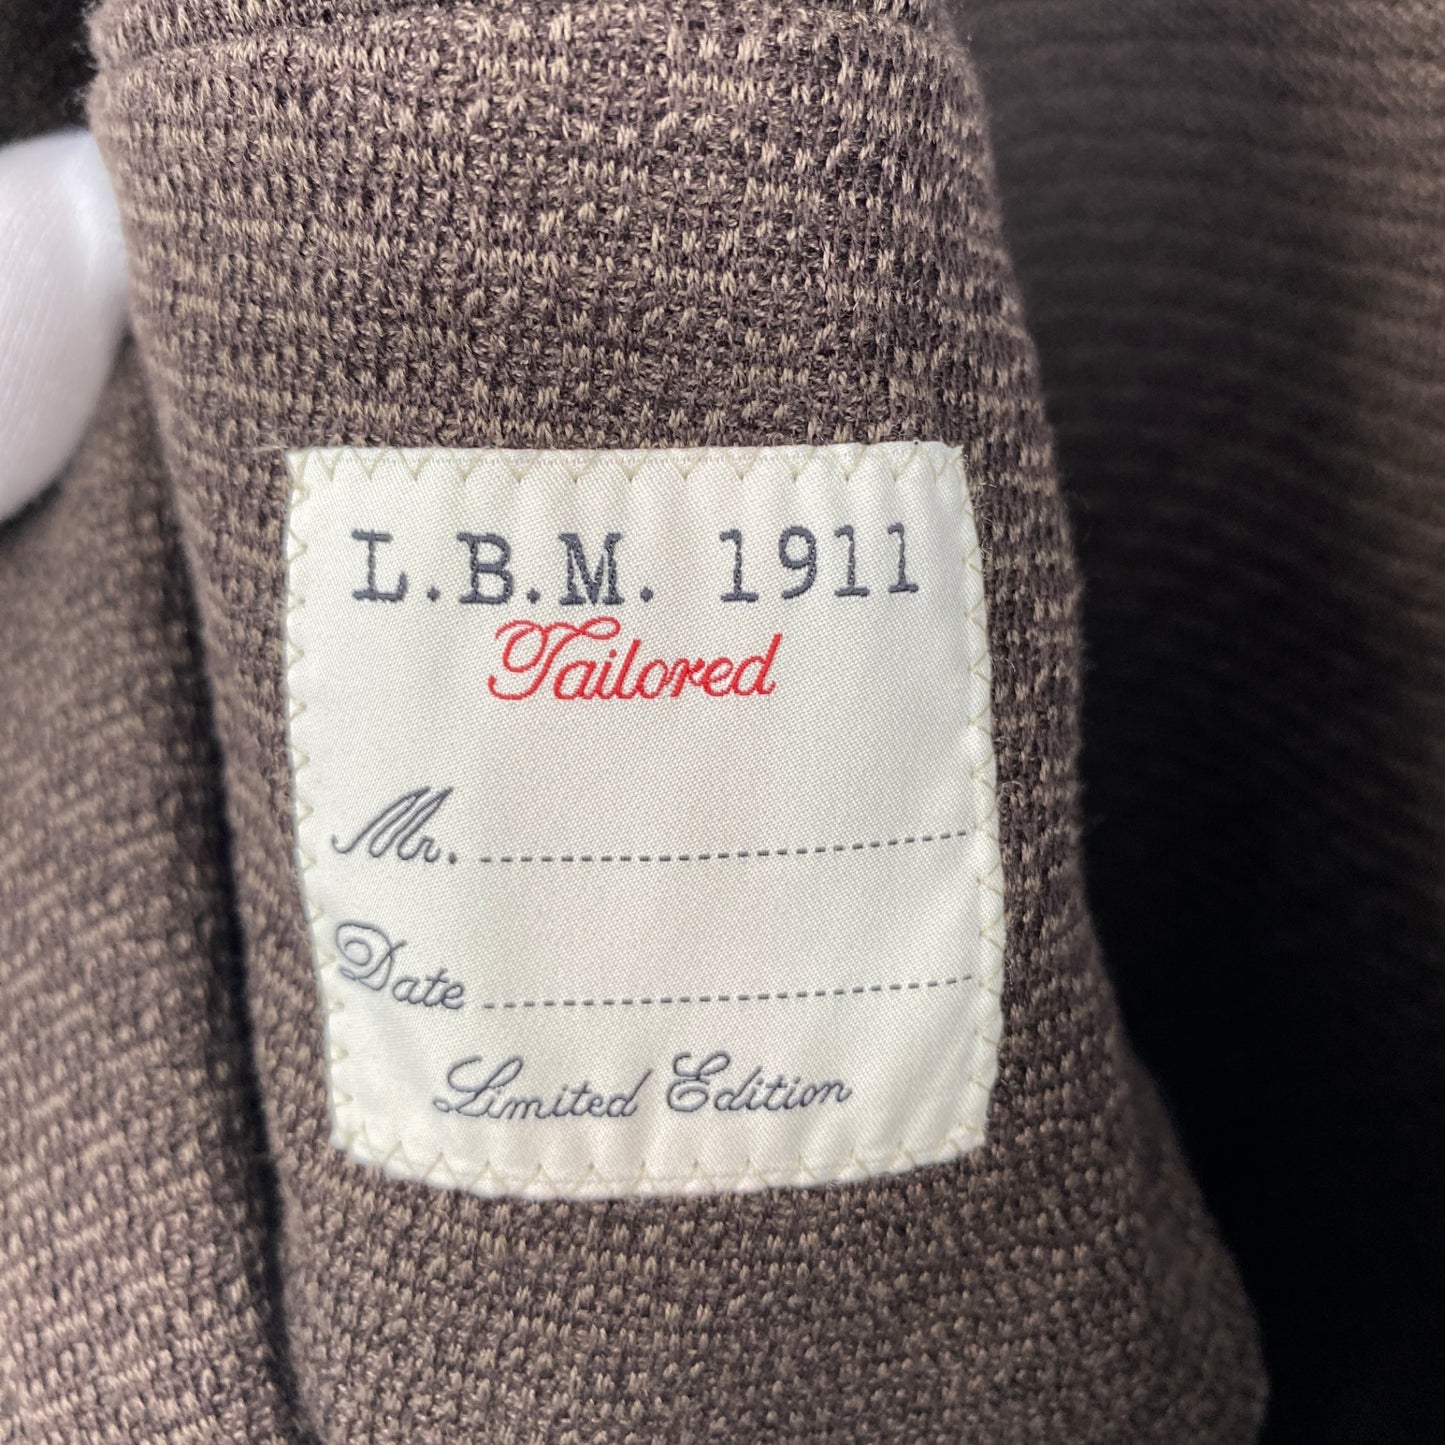 L.B.M. 1911
Tailored
Mr.
Date
Limited Edition